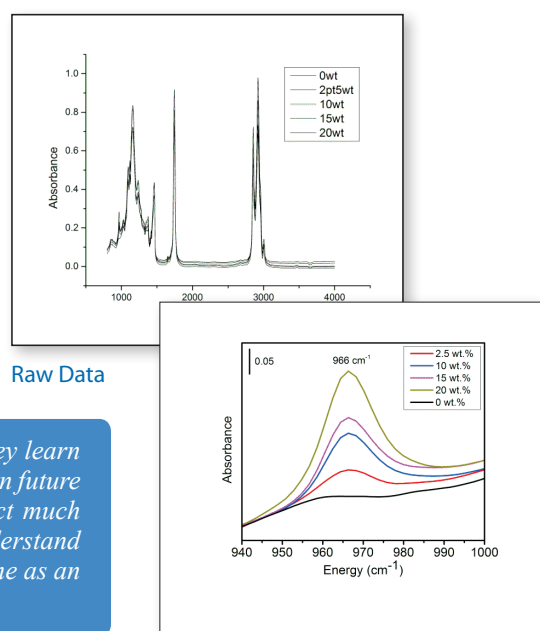 0wt
2pt5wt
10wt
15wt
20wt
1.0
0.8
0.6
0.4
0.2
0.0
Absorbance
1000
2000
3000
4000
Raw Data
ey learn
n future
ct much
derstand
ne as an
0.05
966 cm⁻¹
2.5 wt.%
10 wt.%
15 wt.%
20 wt.%
0 wt.%
Absorbance
940
950
960
970
980
990
1000
Energy (cm⁻¹)